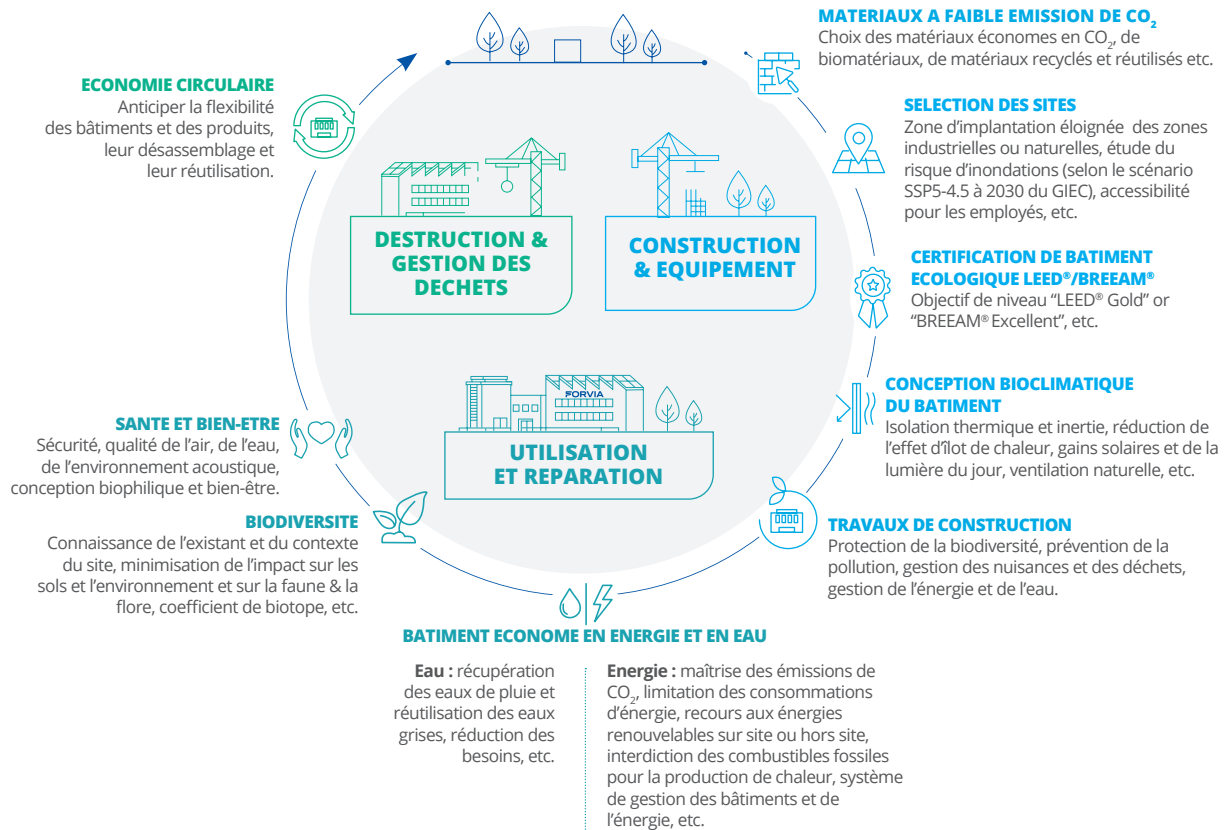 MATERIAUX A FAIBLE EMISSION DE CO₂
Choix des matériaux économes en CO₂, de
biomatériaux, de matériaux recyclés et réutilisés etc.
SELECTION DES SITES
Zone d’implantation éloignée des zones
industrielles ou naturelles, étude du
risque d’inondations (selon le scénario
SSP5-4.5 à 2030 du GIEC), accessibilité
pour les employés, etc.
CERTIFICATION DE BATIMENT
ECOLOGIQUE LEED®/BREEAM®
Objectif de niveau “LEED® Gold” or
“BREEAM® Excellent”, etc.
CONCEPTION BIOCLIMATIQUE
DU BATIMENT
Isolation thermique et inertie, réduction de
l’effet d’îlot de chaleur, gains solaires et de la
lumière du jour, ventilation naturelle, etc.
TRAVAUX DE CONSTRUCTION
Protection de la biodiversité, prévention de la
pollution, gestion des nuisances et des déchets,
gestion de l’énergie et de l’eau.
BATIMENT ECONOME EN ENERGIE ET EN EAU
Eau : récupération
des eaux de pluie et
réutilisation des eaux
grises, réduction des
besoins, etc.
Energie : maîtrise des émissions de
CO₂, limitation des consommations
d’énergie, recours aux énergies
renouvelables sur site ou hors site,
interdiction des combustibles fossiles
pour la production de chaleur, système
de gestion des bâtiments et de
l’énergie, etc.
BIODIVERSITE
Connaissance de l’existant et du contexte
du site, minimisation de l’impact sur les
sols et l’environnement et sur la faune & la
flore, coefficient de biotope, etc.
SANTE ET BIEN-ETRE
Sécurité, qualité de l’air, de l’eau,
de l’environnement acoustique,
conception biophilique et bien-être.
ECONOMIE CIRCULAIRE
Anticiper la flexibilité
des bâtiments et des produits,
leur désassemblage et
leur réutilisation.
DESTRUCTION &
GESTION DES
DECHETS
CONSTRUCTION
& EQUIPEMENT
FORVIA
UTILISATION
ET REPARATION